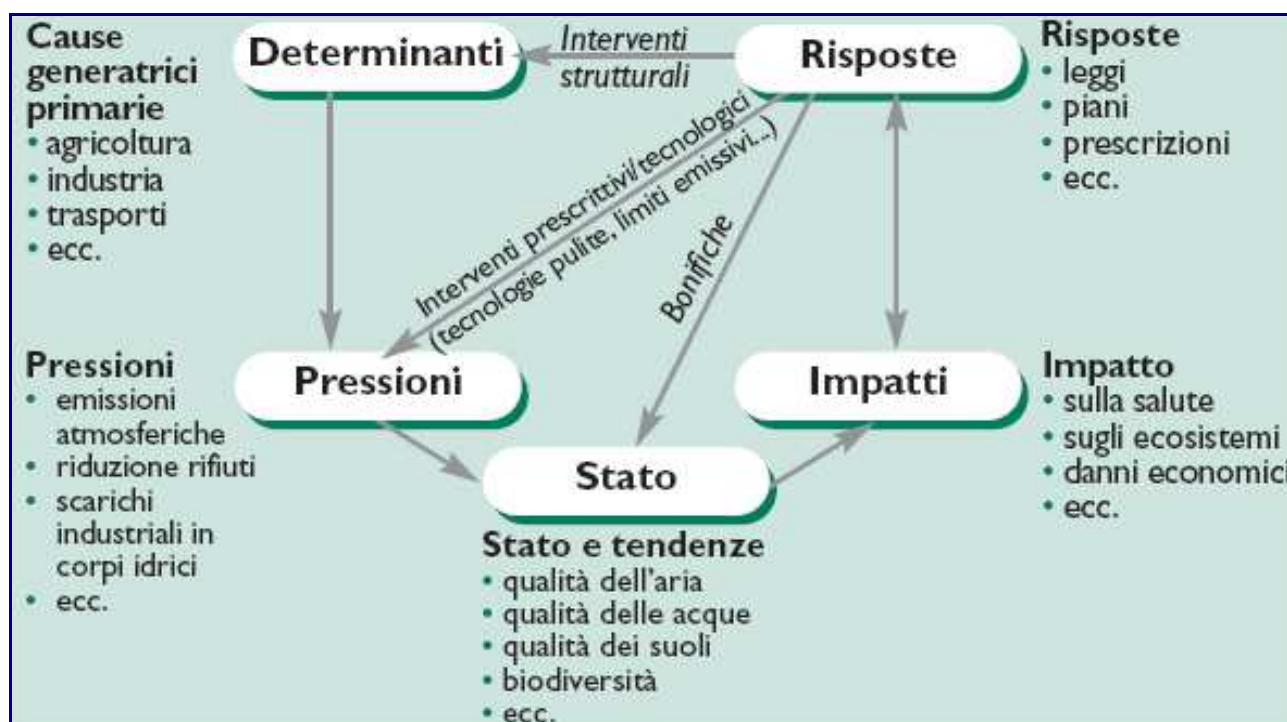 Cause
generatrici
primarie
• agricoltura
• industria
• trasporti
• ecc.
Determinanti
Interventi
strutturali
Risposte
Risposte
• leggi
• piani
• prescrizioni
• ecc.
Interventi prescrittivi/tecnologici
(tecnologie pulite, limiti emissivi...)
Bonifiche
Pressioni
• emissioni
atmosferiche
• riduzione rifiuti
• scarichi
industriali in
corpi idrici
• ecc.
Pressioni
Stato
Impatti
Impatto
• sulla salute
• sugli ecosistemi
• danni economici
• ecc.
Stato e tendenze
• qualità dell'aria
• qualità delle acque
• qualità dei suoli
• biodiversità
• ecc.